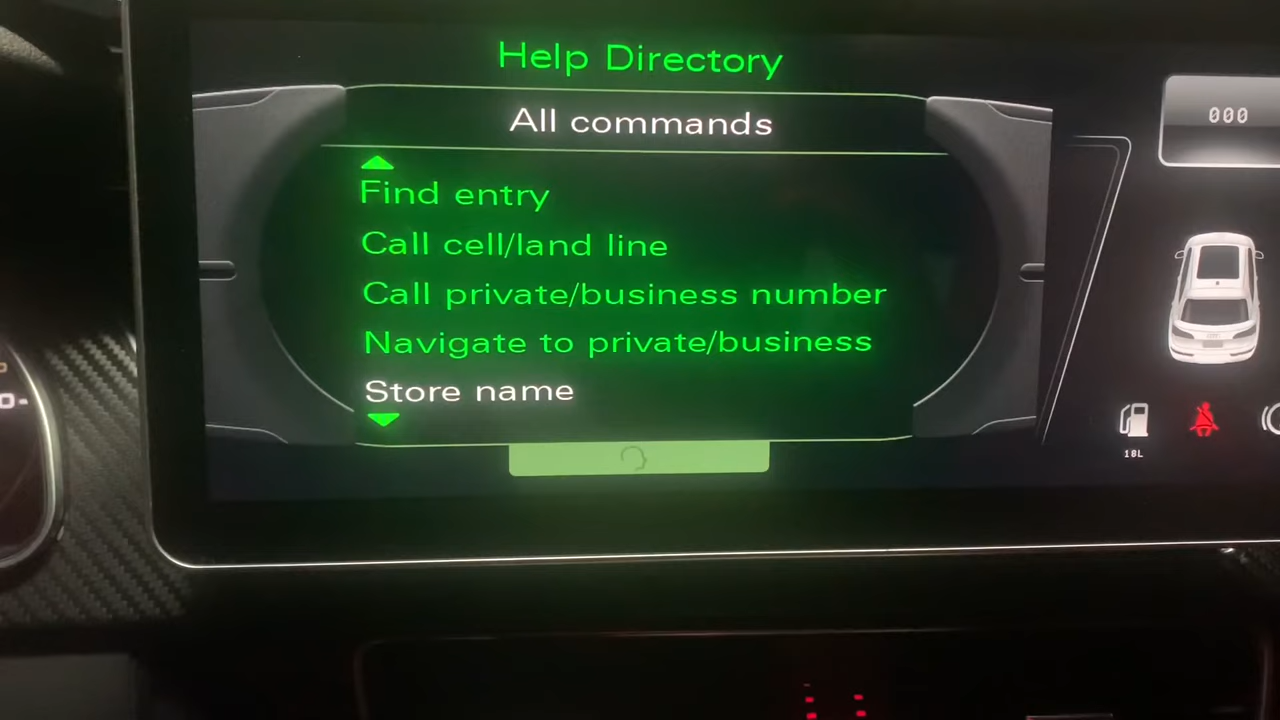 Help Directory
All commands
Find entry
Call cell/land line
Call private/business number
Navigate to private/business
Store name
000
18L